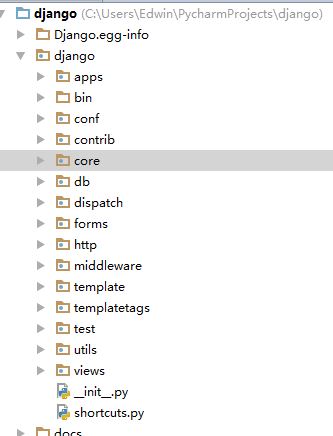 django (C:\Users\Edwin\PycharmProjects\django)
Django.egg-info
django
apps
bin
conf
contrib
core
db
dispatch
forms
http
middleware
template
templatetags
test
utils
views
__init__.py
shortcuts.py
docs